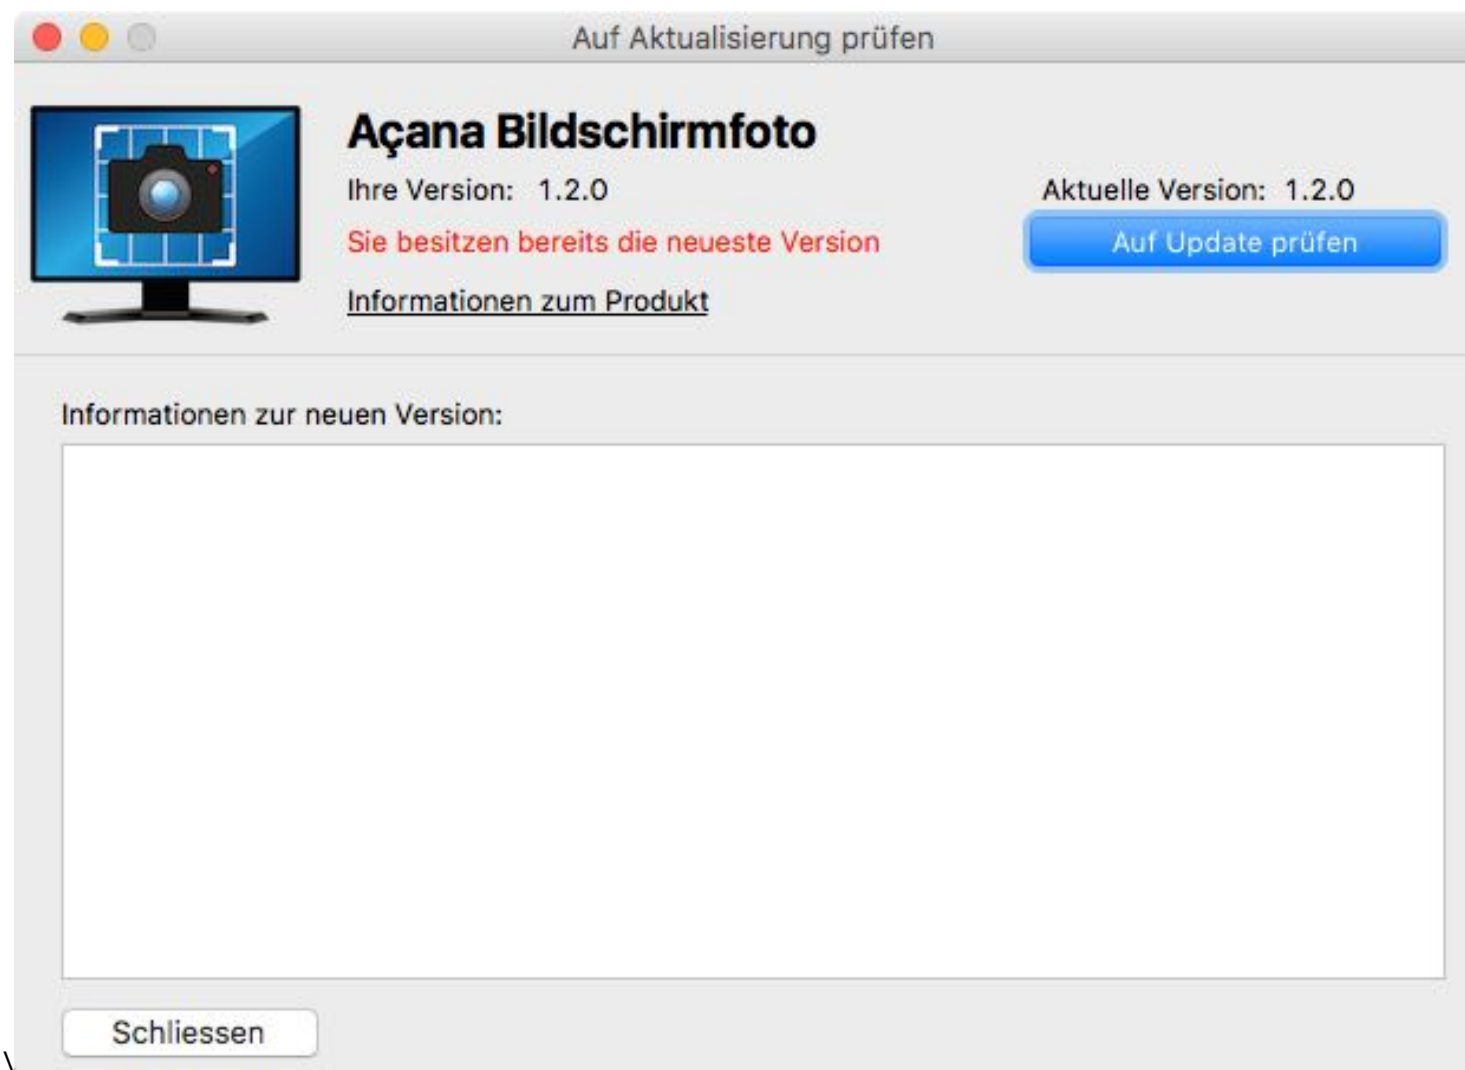 Auf Aktualisierung prüfen
Açana Bildschirmfoto
Ihre Version: 1.2.0
Aktuelle Version: 1.2.0
Sie besitzen bereits die neueste Version
Auf Update prüfen
Informationen zum Produkt
Informationen zur neuen Version:
Schliessen
\